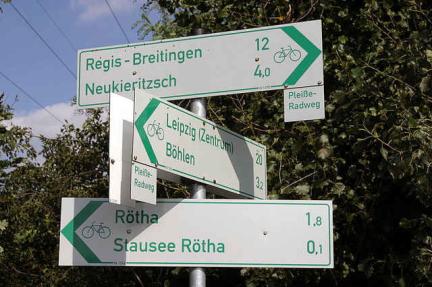 Regis-Breitingen 12
Neukieritzsch 4,0
Pleiße-
Radweg
Leipzig (Zentrum) 20
Böhlen 3,2
Pleiße-
Radweg
Rötha 1,8
Stausee Rötha 0,1